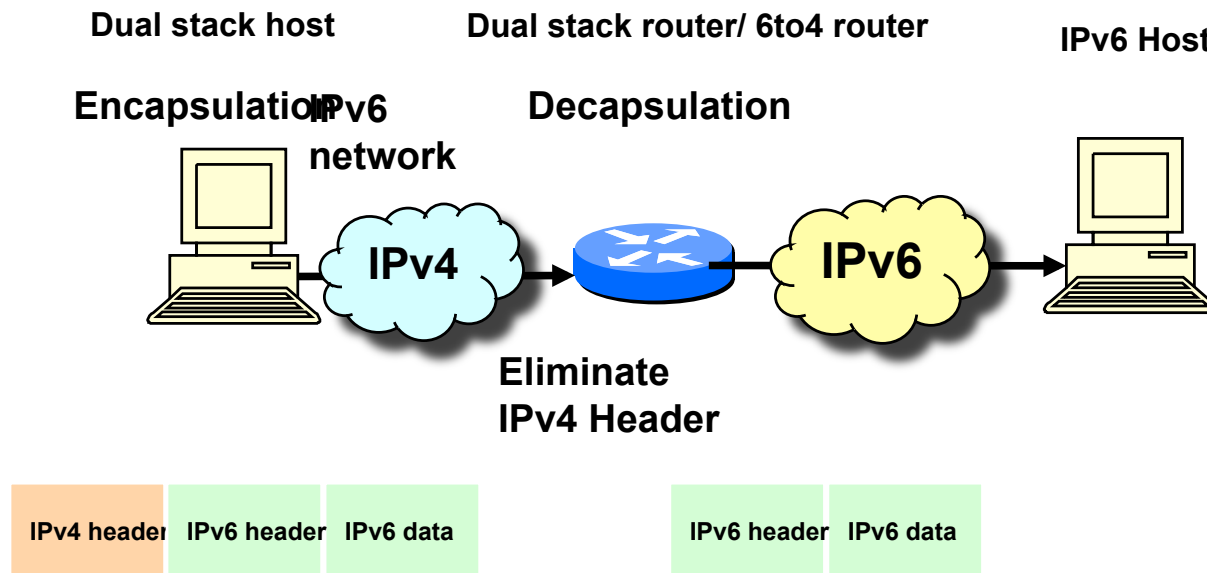 Dual stack host
Dual stack router/ 6to4 router
IPv6 Host
Encapsulation
IPv6
network
Decapsulation
IPv4
IPv6
Eliminate
IPv4 Header
IPv4 header
IPv6 header
IPv6 data
IPv6 header
IPv6 data